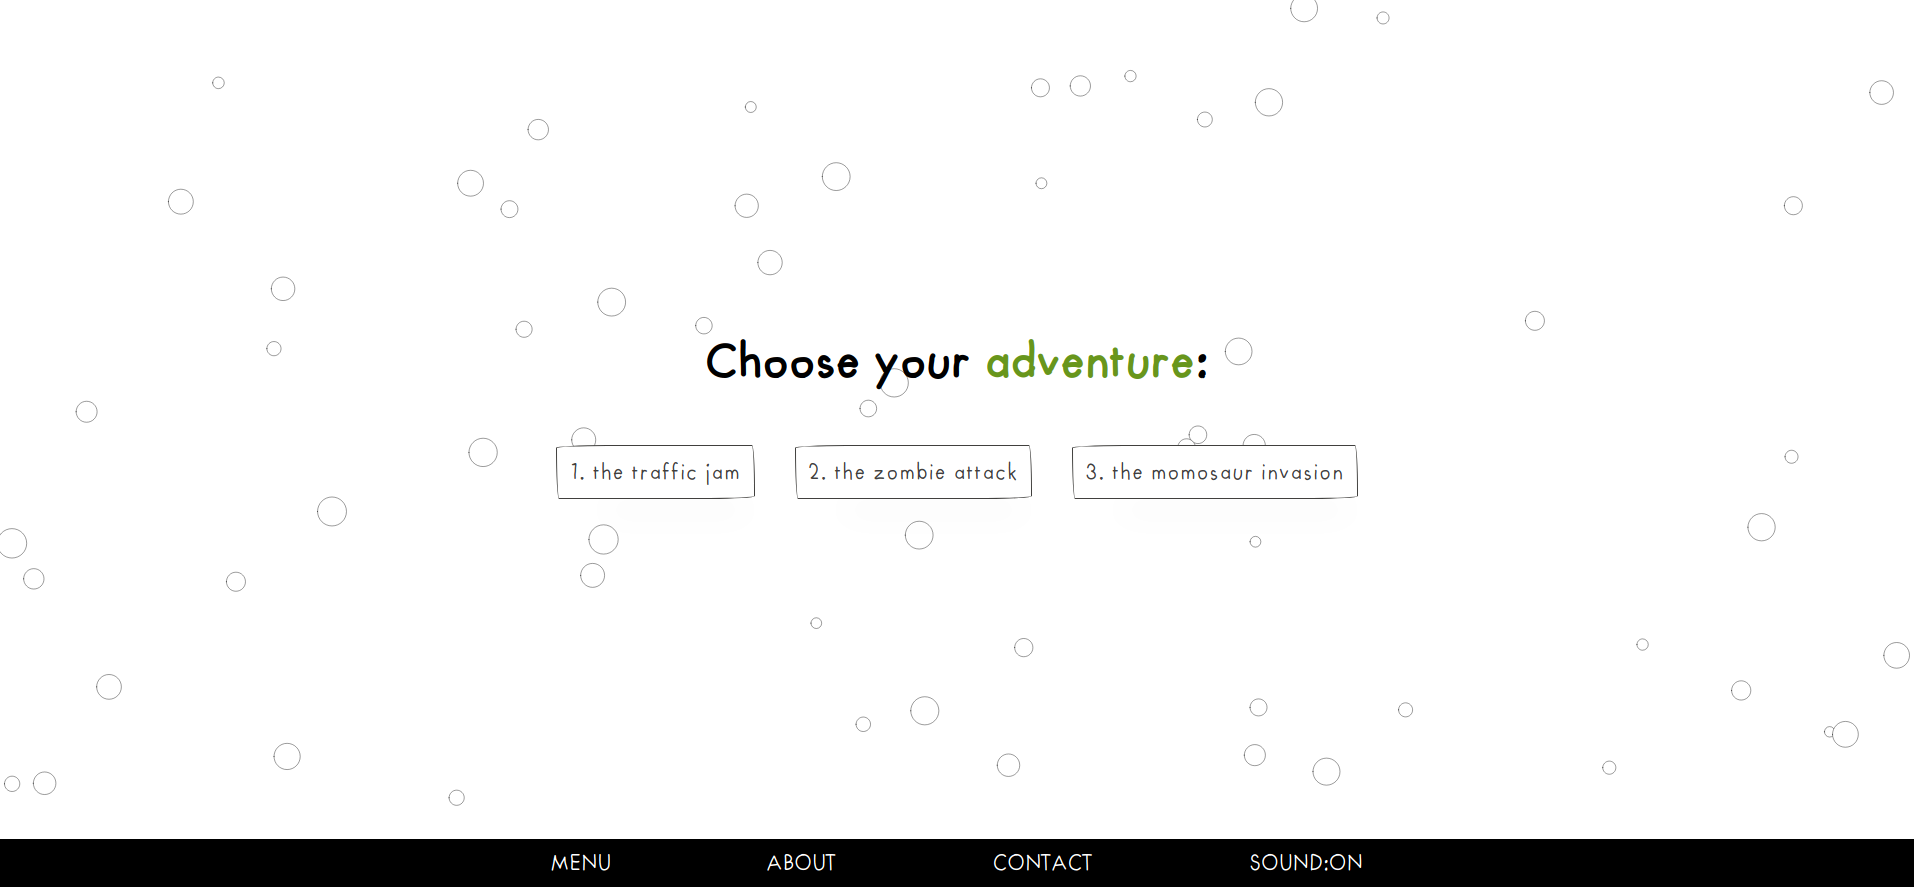 Choose your adventure:
1. the traffic jam
2. the zombie attack
3. the momosaur invasion
MENU
ABOUT
CONTACT
SOUND:ON